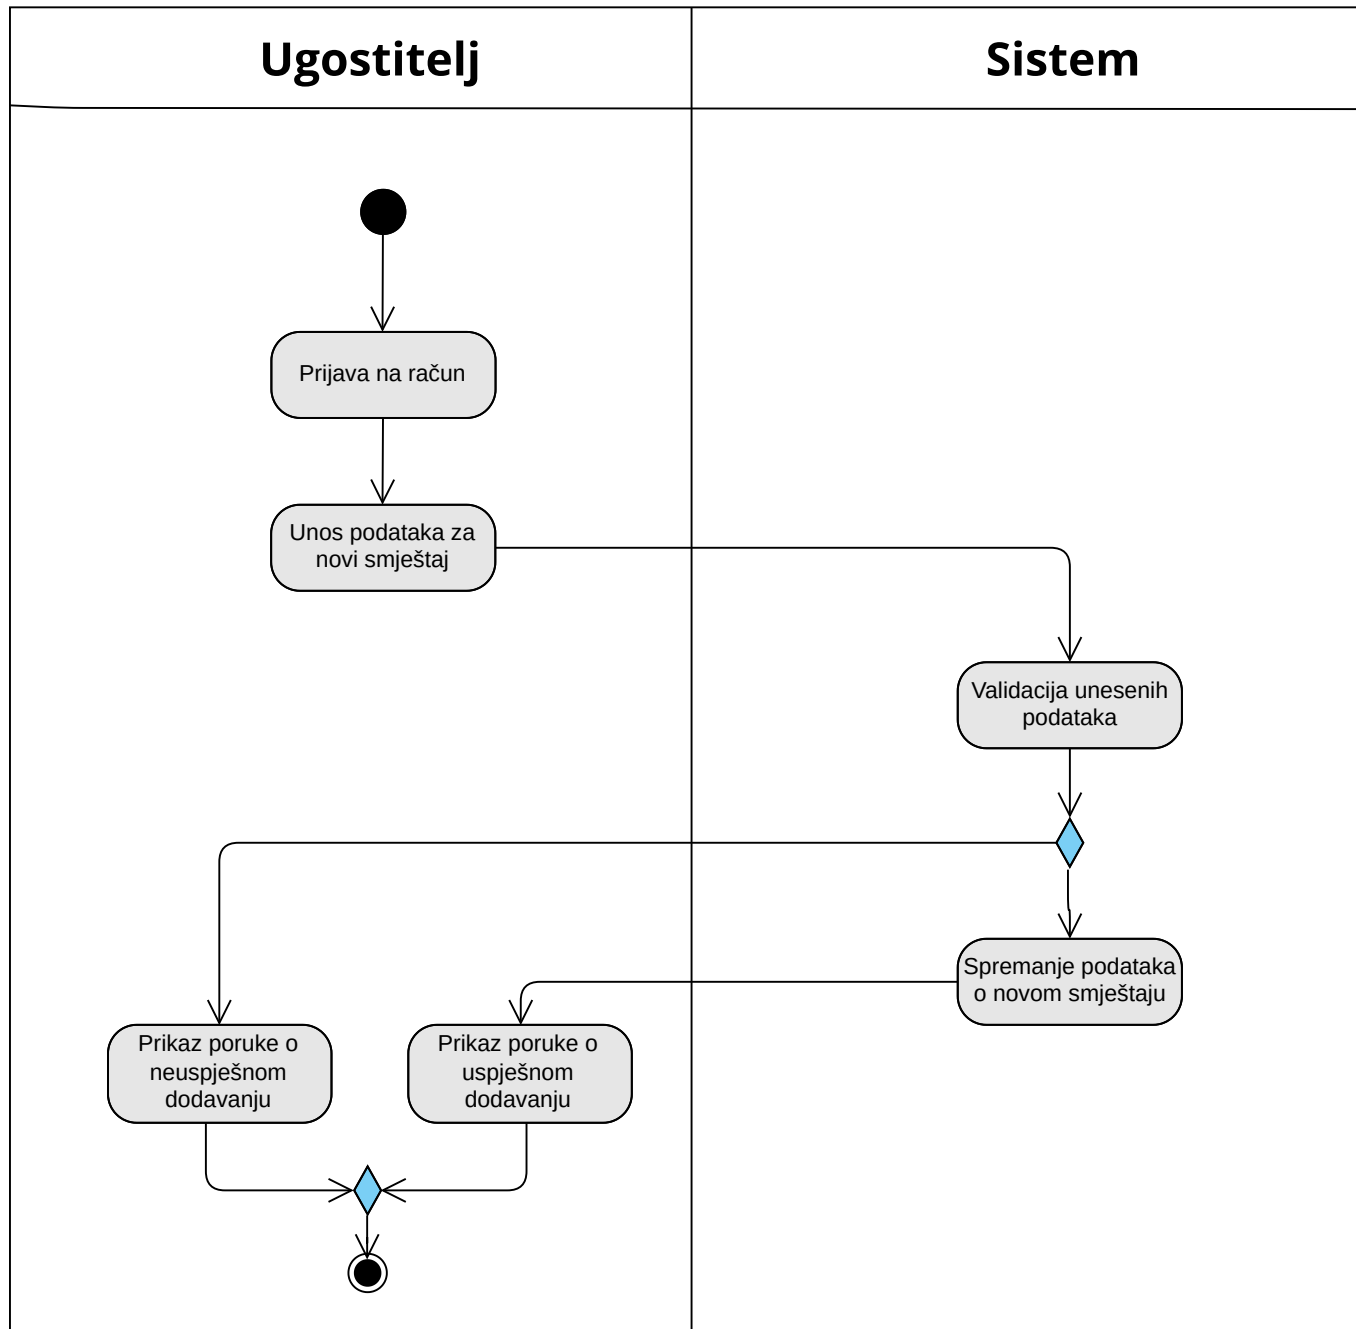 Ugostitelj
Sistem
Prijava na račun
Unos podataka za
novi smještaj
Validacija unesenih
podataka
Spremanje podataka
o novom smještaju
Prikaz poruke o
neuspješnom
dodavanju
Prikaz poruke o
uspješnom
dodavanju